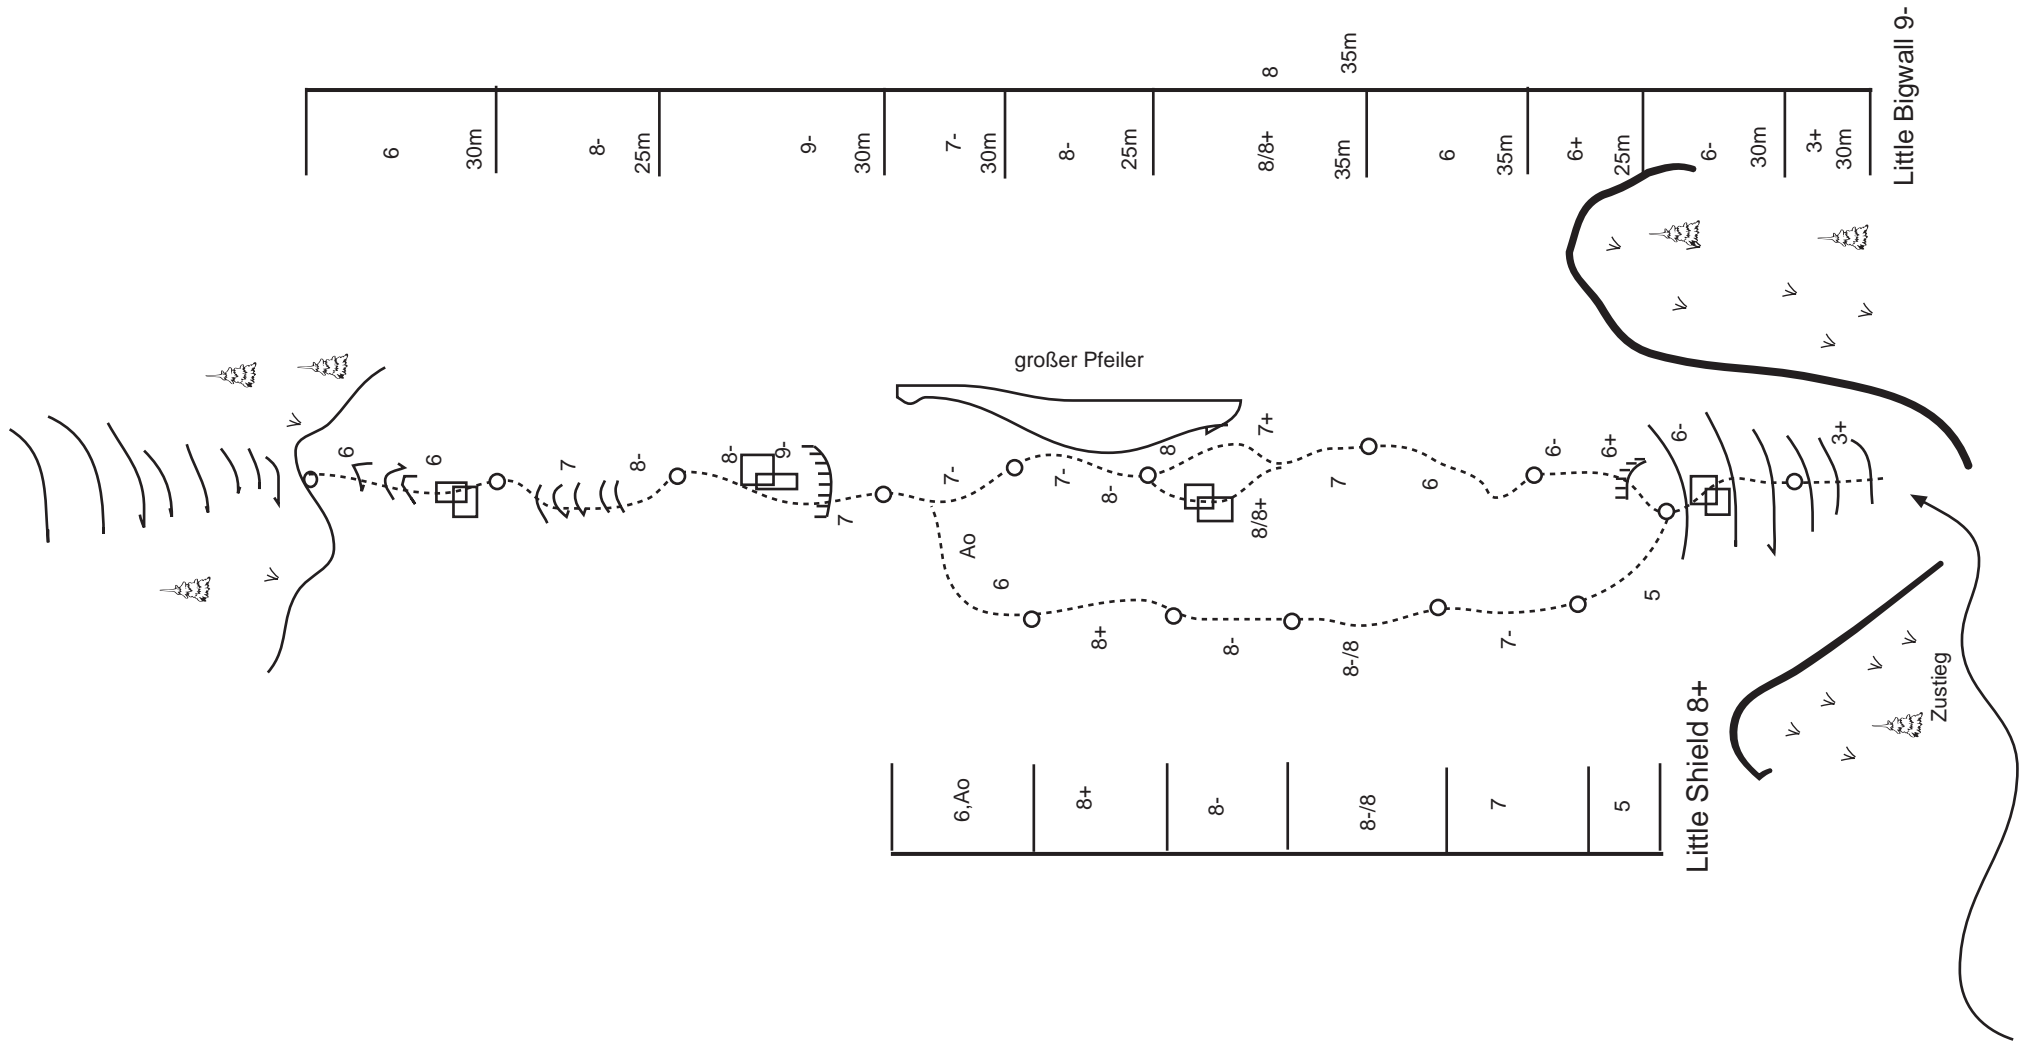 8
35m
6
30m
8-
25m
9-
30m
7-
30m
8-
25m
8/8+
35m
6
35m
6+
25m
6-
30m
3+
30m
Little Bigwall 9-
großer Pfeiler
6
6
7
8-
8-
9-
7
7-
7-
8-
8
7+
8/8+
7
6
6-
6+
6-
3+
Ao
6
8+
8-
8-/8
7-
5
Zustieg
6,Ao
8+
8-
8-/8
7
5
Little Shield 8+